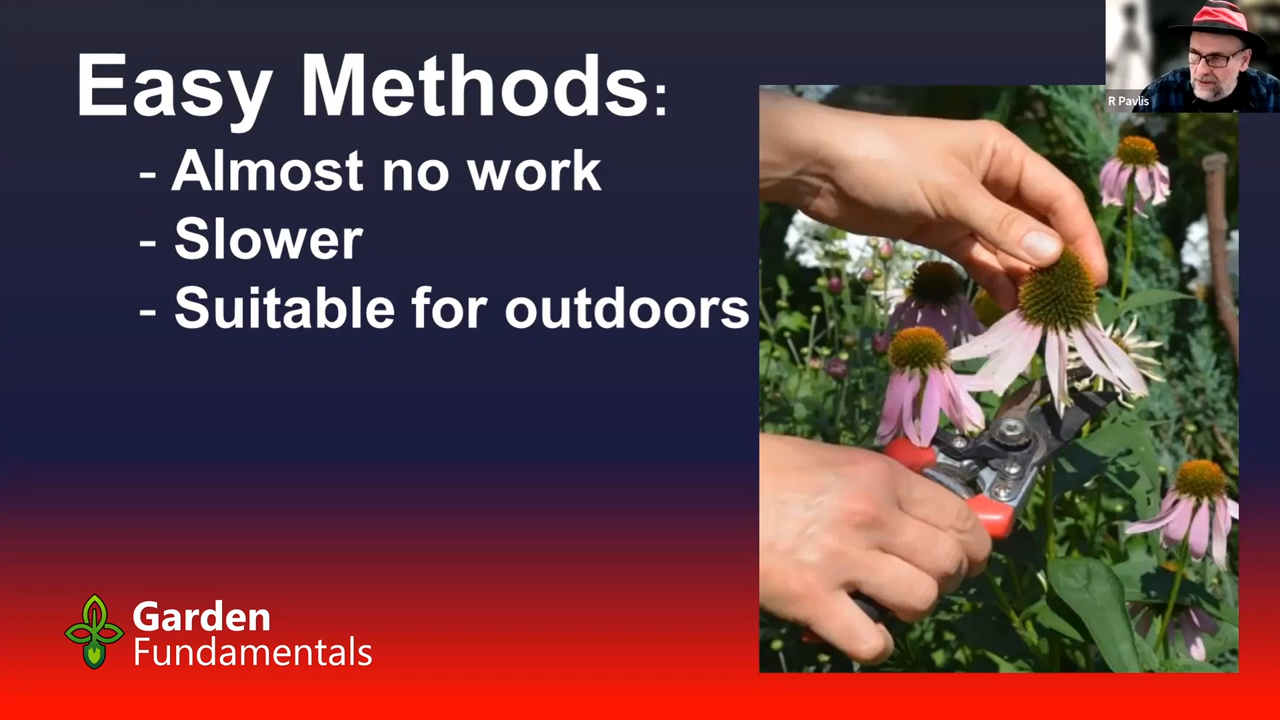 Easy Methods:
- Almost no work
- Slower
- Suitable for outdoors
R Pavlis
Garden
Fundamentals